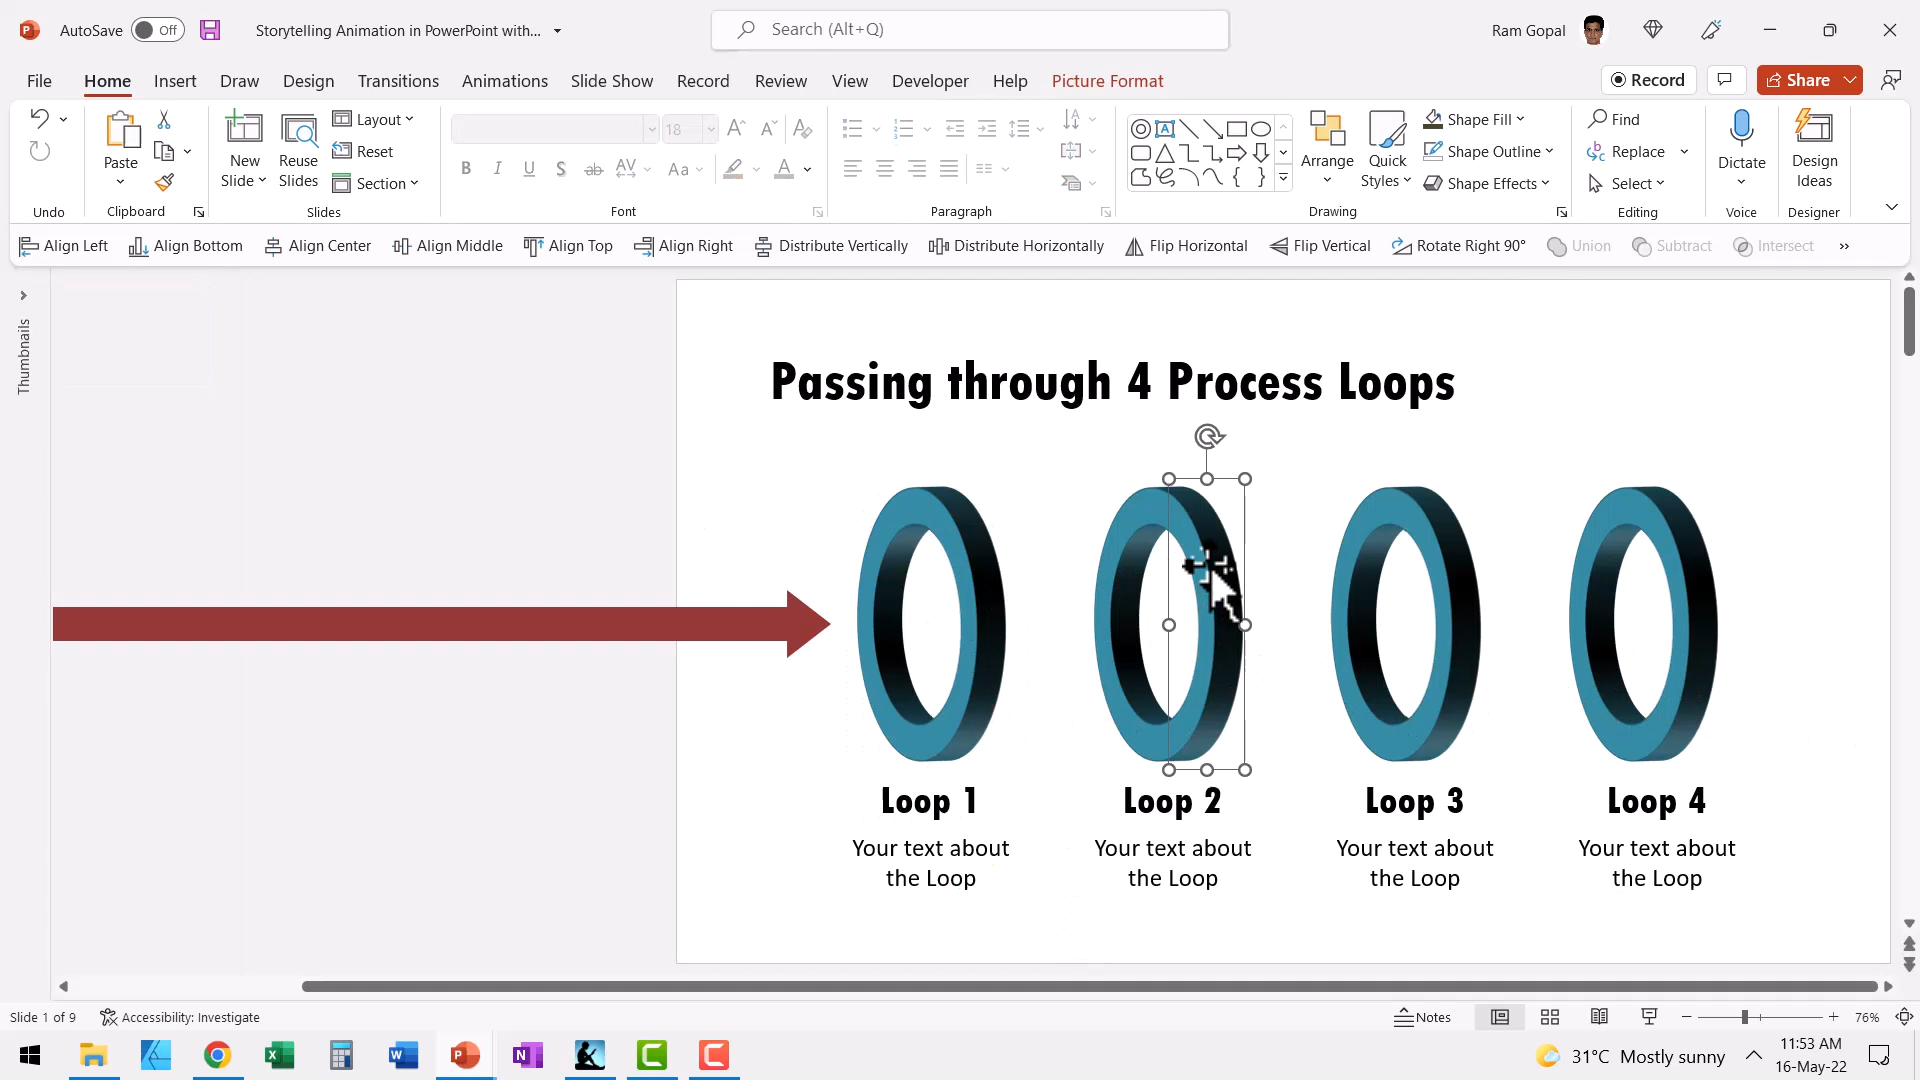 AutoSave Off Storytelling Animation in PowerPoint with... Search (Alt+Q) Ram Gopal
File Home Insert Draw Design Transitions Animations Slide Show Record Review View Developer Help Picture Format Record Share
Paste
New Slide
Reuse Slides
Layout
Reset
Section
18
Arrange
Quick Styles
Shape Fill
Shape Outline
Shape Effects
Find
Replace
Select
Dictate
Design Ideas
Undo Clipboard Slides Font Paragraph Drawing Editing Voice Designer
Align Left Align Bottom Align Center Align Middle Align Top Align Right Distribute Vertically Distribute Horizontally Flip Horizontal Flip Vertical Rotate Right 90° Union Subtract Intersect
Thumbnails
Passing through 4 Process Loops
Loop 1 Loop 2 Loop 3 Loop 4
Your text about Your text about Your text about Your text about
the Loop the Loop the Loop the Loop
Slide 1 of 9 Accessibility: Investigate Notes 76%
31°C Mostly sunny
11:53 AM
16-May-22